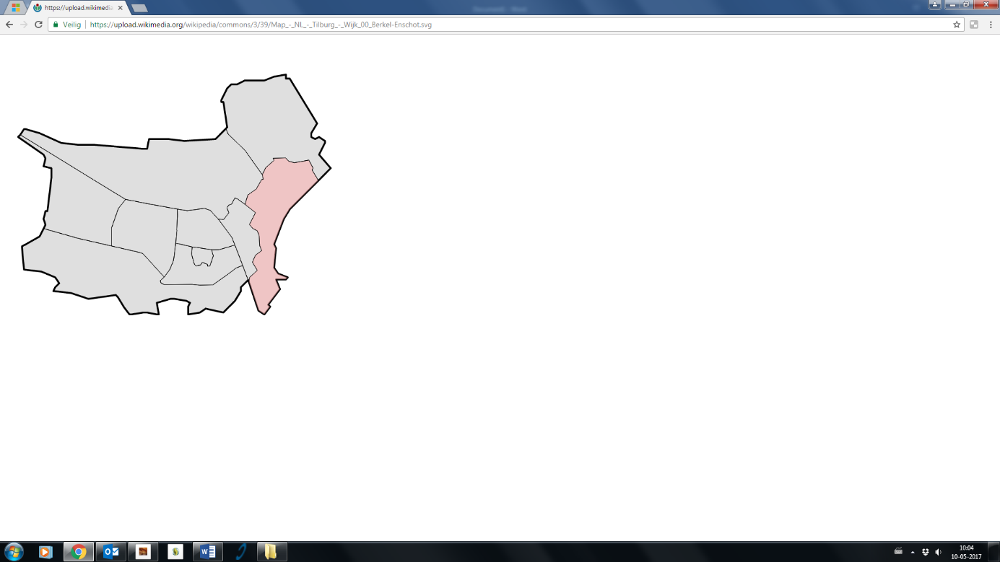 https://upload.wikimedia
Veilig
https://upload.wikimedia.org/wikipedia/commons/3/39/Map_-_NL_-_Tilburg_-_Wijk_00_Berkel-Enschot.svg
10:04
10-05-2017